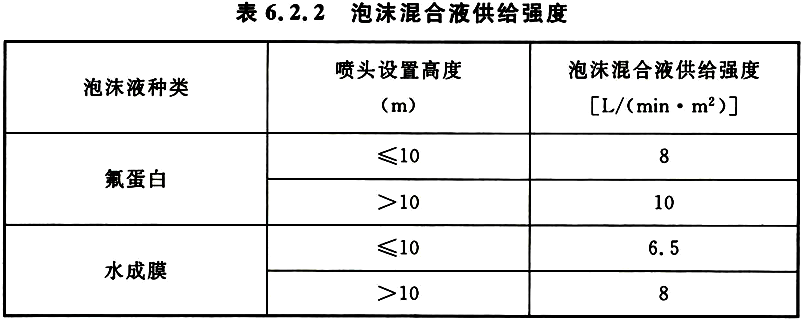 表 6.2.2 泡沫混合液供给强度
泡沫液种类 喷头设置高度 泡沫混合液供给强度
(m) [L/(min·m²)]
氟蛋白 ≤10 8
>10 10
水成膜 ≤10 6.5
>10 8